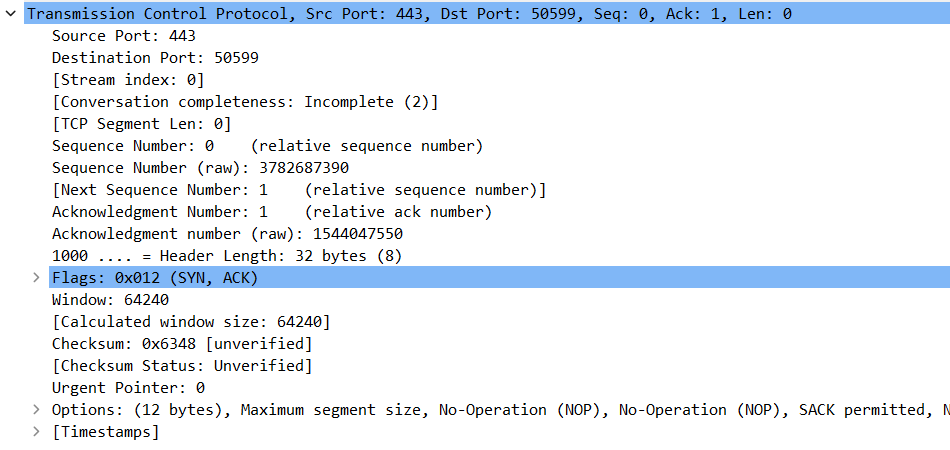 Transmission Control Protocol, Src Port: 443, Dst Port: 50599, Seq: 0, Ack: 1, Len: 0
Source Port: 443
Destination Port: 50599
[Stream index: 0]
[Conversation completeness: Incomplete (2)]
[TCP Segment Len: 0]
Sequence Number: 0    (relative sequence number)
Sequence Number (raw): 3782687390
[Next Sequence Number: 1    (relative sequence number)]
Acknowledgment Number: 1    (relative ack number)
Acknowledgment number (raw): 1544047550
1000 .... = Header Length: 32 bytes (8)
Flags: 0x012 (SYN, ACK)
Window: 64240
[Calculated window size: 64240]
Checksum: 0x6348 [unverified]
[Checksum Status: Unverified]
Urgent Pointer: 0
Options: (12 bytes), Maximum segment size, No-Operation (NOP), No-Operation (NOP), SACK permitted, N
[Timestamps]